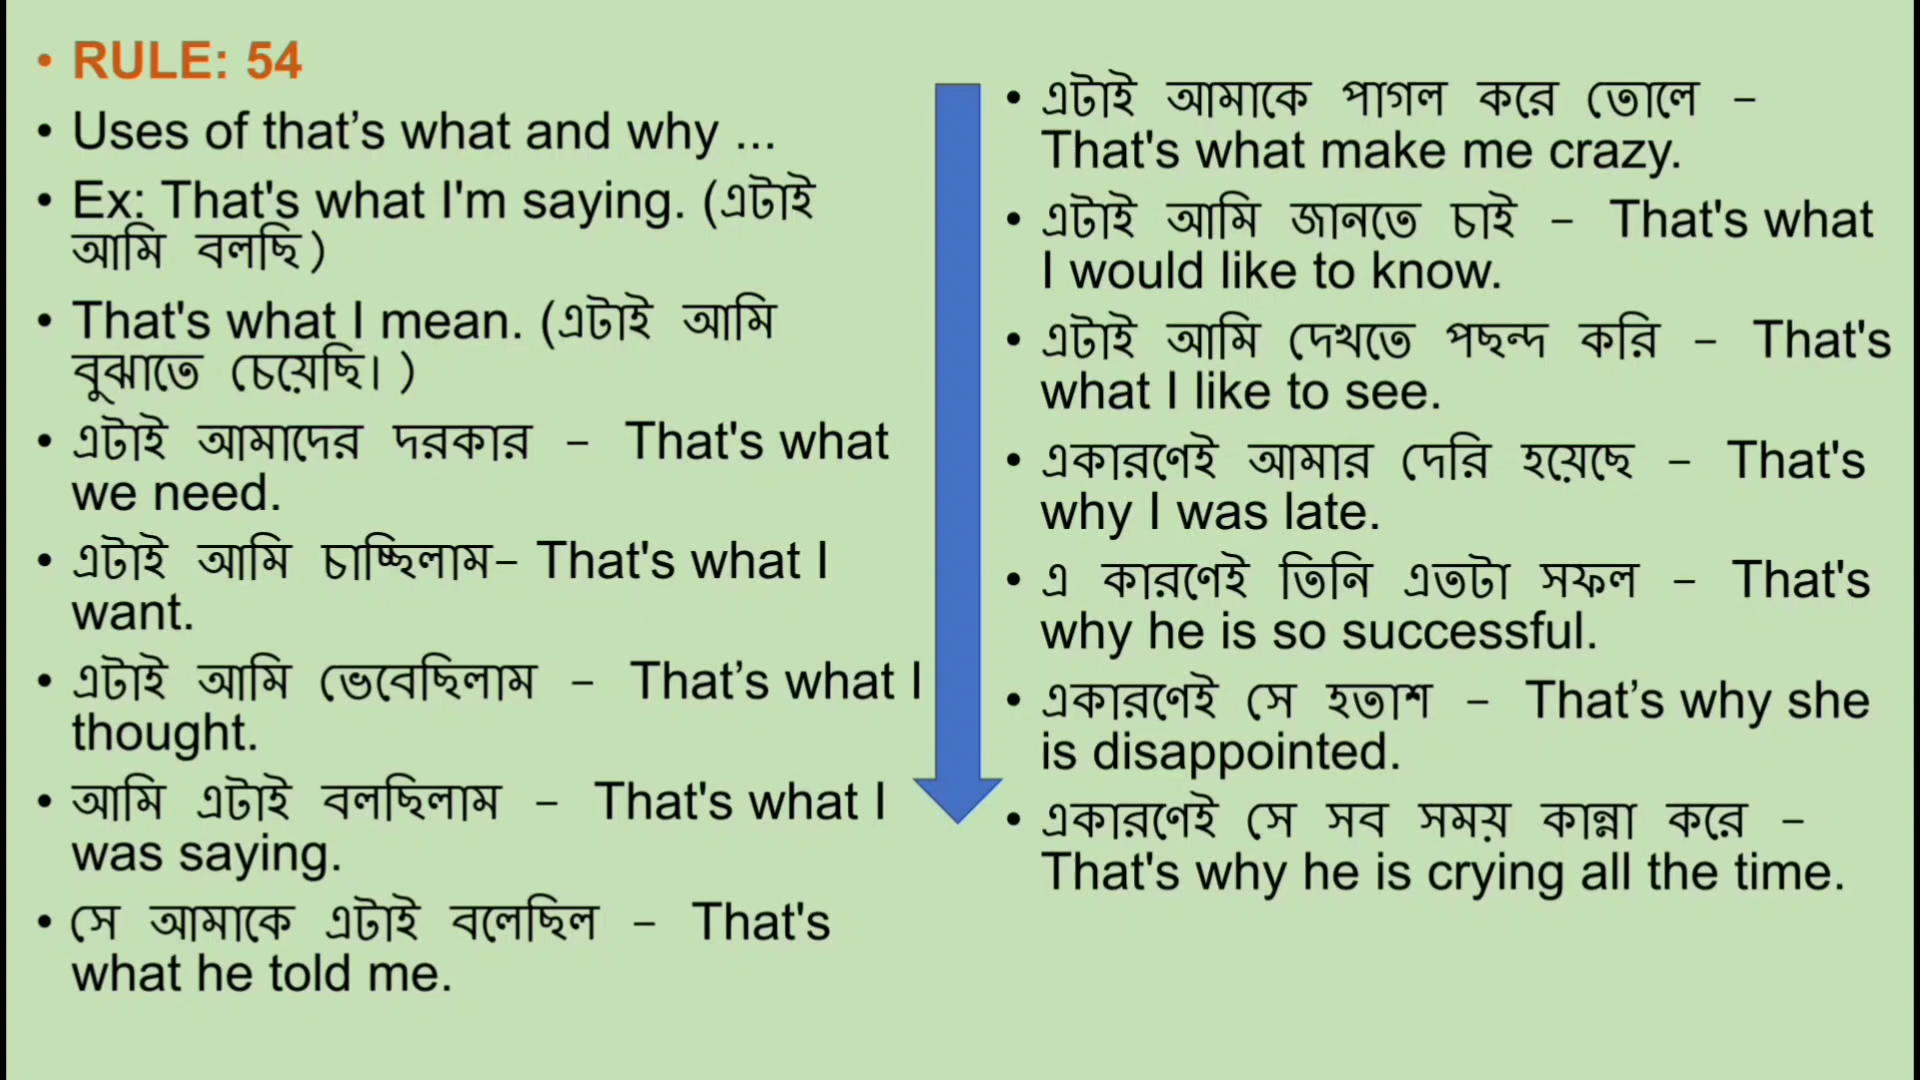 • RULE: 54
• Uses of that’s what and why ...
• Ex: That's what I'm saying. (এটাই
আমি বলছি)
• That's what I mean. (এটাই আমি
বুঝাতে চেয়েছি। )
• এটাই আমাদের দরকার – That's what
we need.
• এটাই আমি চাচ্ছিলাম– That's what I
want.
• এটাই আমি ভেবেছিলাম – That’s what I
thought.
• আমি এটাই বলছিলাম – That's what I
was saying.
• সে আমাকে এটাই বলেছিল – That's
what he told me.
• এটাই আমাকে পাগল করে তোলে –
That's what make me crazy.
• এটাই আমি জানতে চাই – That's what
I would like to know.
• এটাই আমি দেখতে পছন্দ করি – That's
what I like to see.
• একারণেই আমার দেরি হয়েছে – That's
why I was late.
• এ কারণেই তিনি এতটা সফল – That's
why he is so successful.
• একারণেই সে হতাশ – That’s why she
is disappointed.
• একারণেই সে সব সময় কান্না করে –
That's why he is crying all the time.